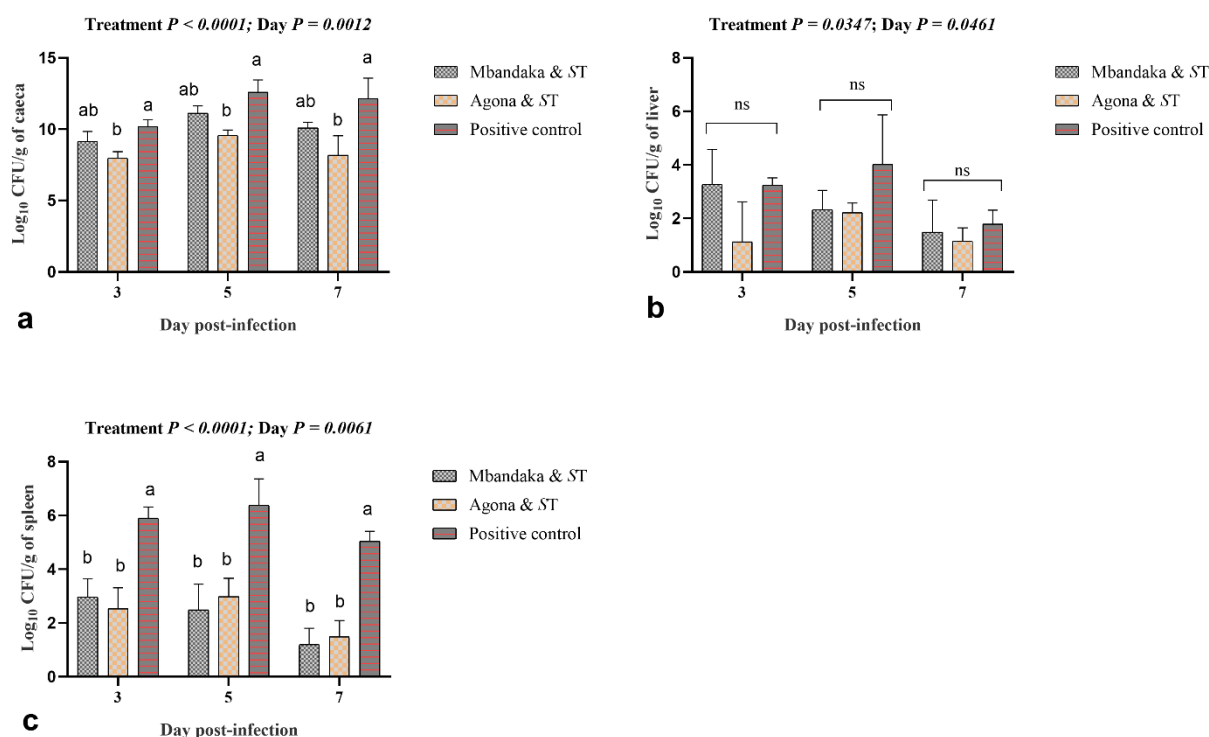 Treatment P < 0.0001; Day P = 0.0012
Log10 CFU/g of caeca
15
10
5
0
ab
b
a
ab
b
a
ab
b
a
3
5
7
Day post-infection
a
Mbandaka & ST
Agona & ST
Positive control
Treatment P = 0.0347; Day P = 0.0461
Log10 CFU/g of liver
8
6
4
2
0
ns
ns
ns
3
5
7
Day post-infection
b
Mbandaka & ST
Agona & ST
Positive control
Treatment P < 0.0001; Day P = 0.0061
Log10 CFU/g of spleen
8
6
4
2
0
b
b
a
b
b
a
b
b
a
3
5
7
Day post-infection
c
Mbandaka & ST
Agona & ST
Positive control